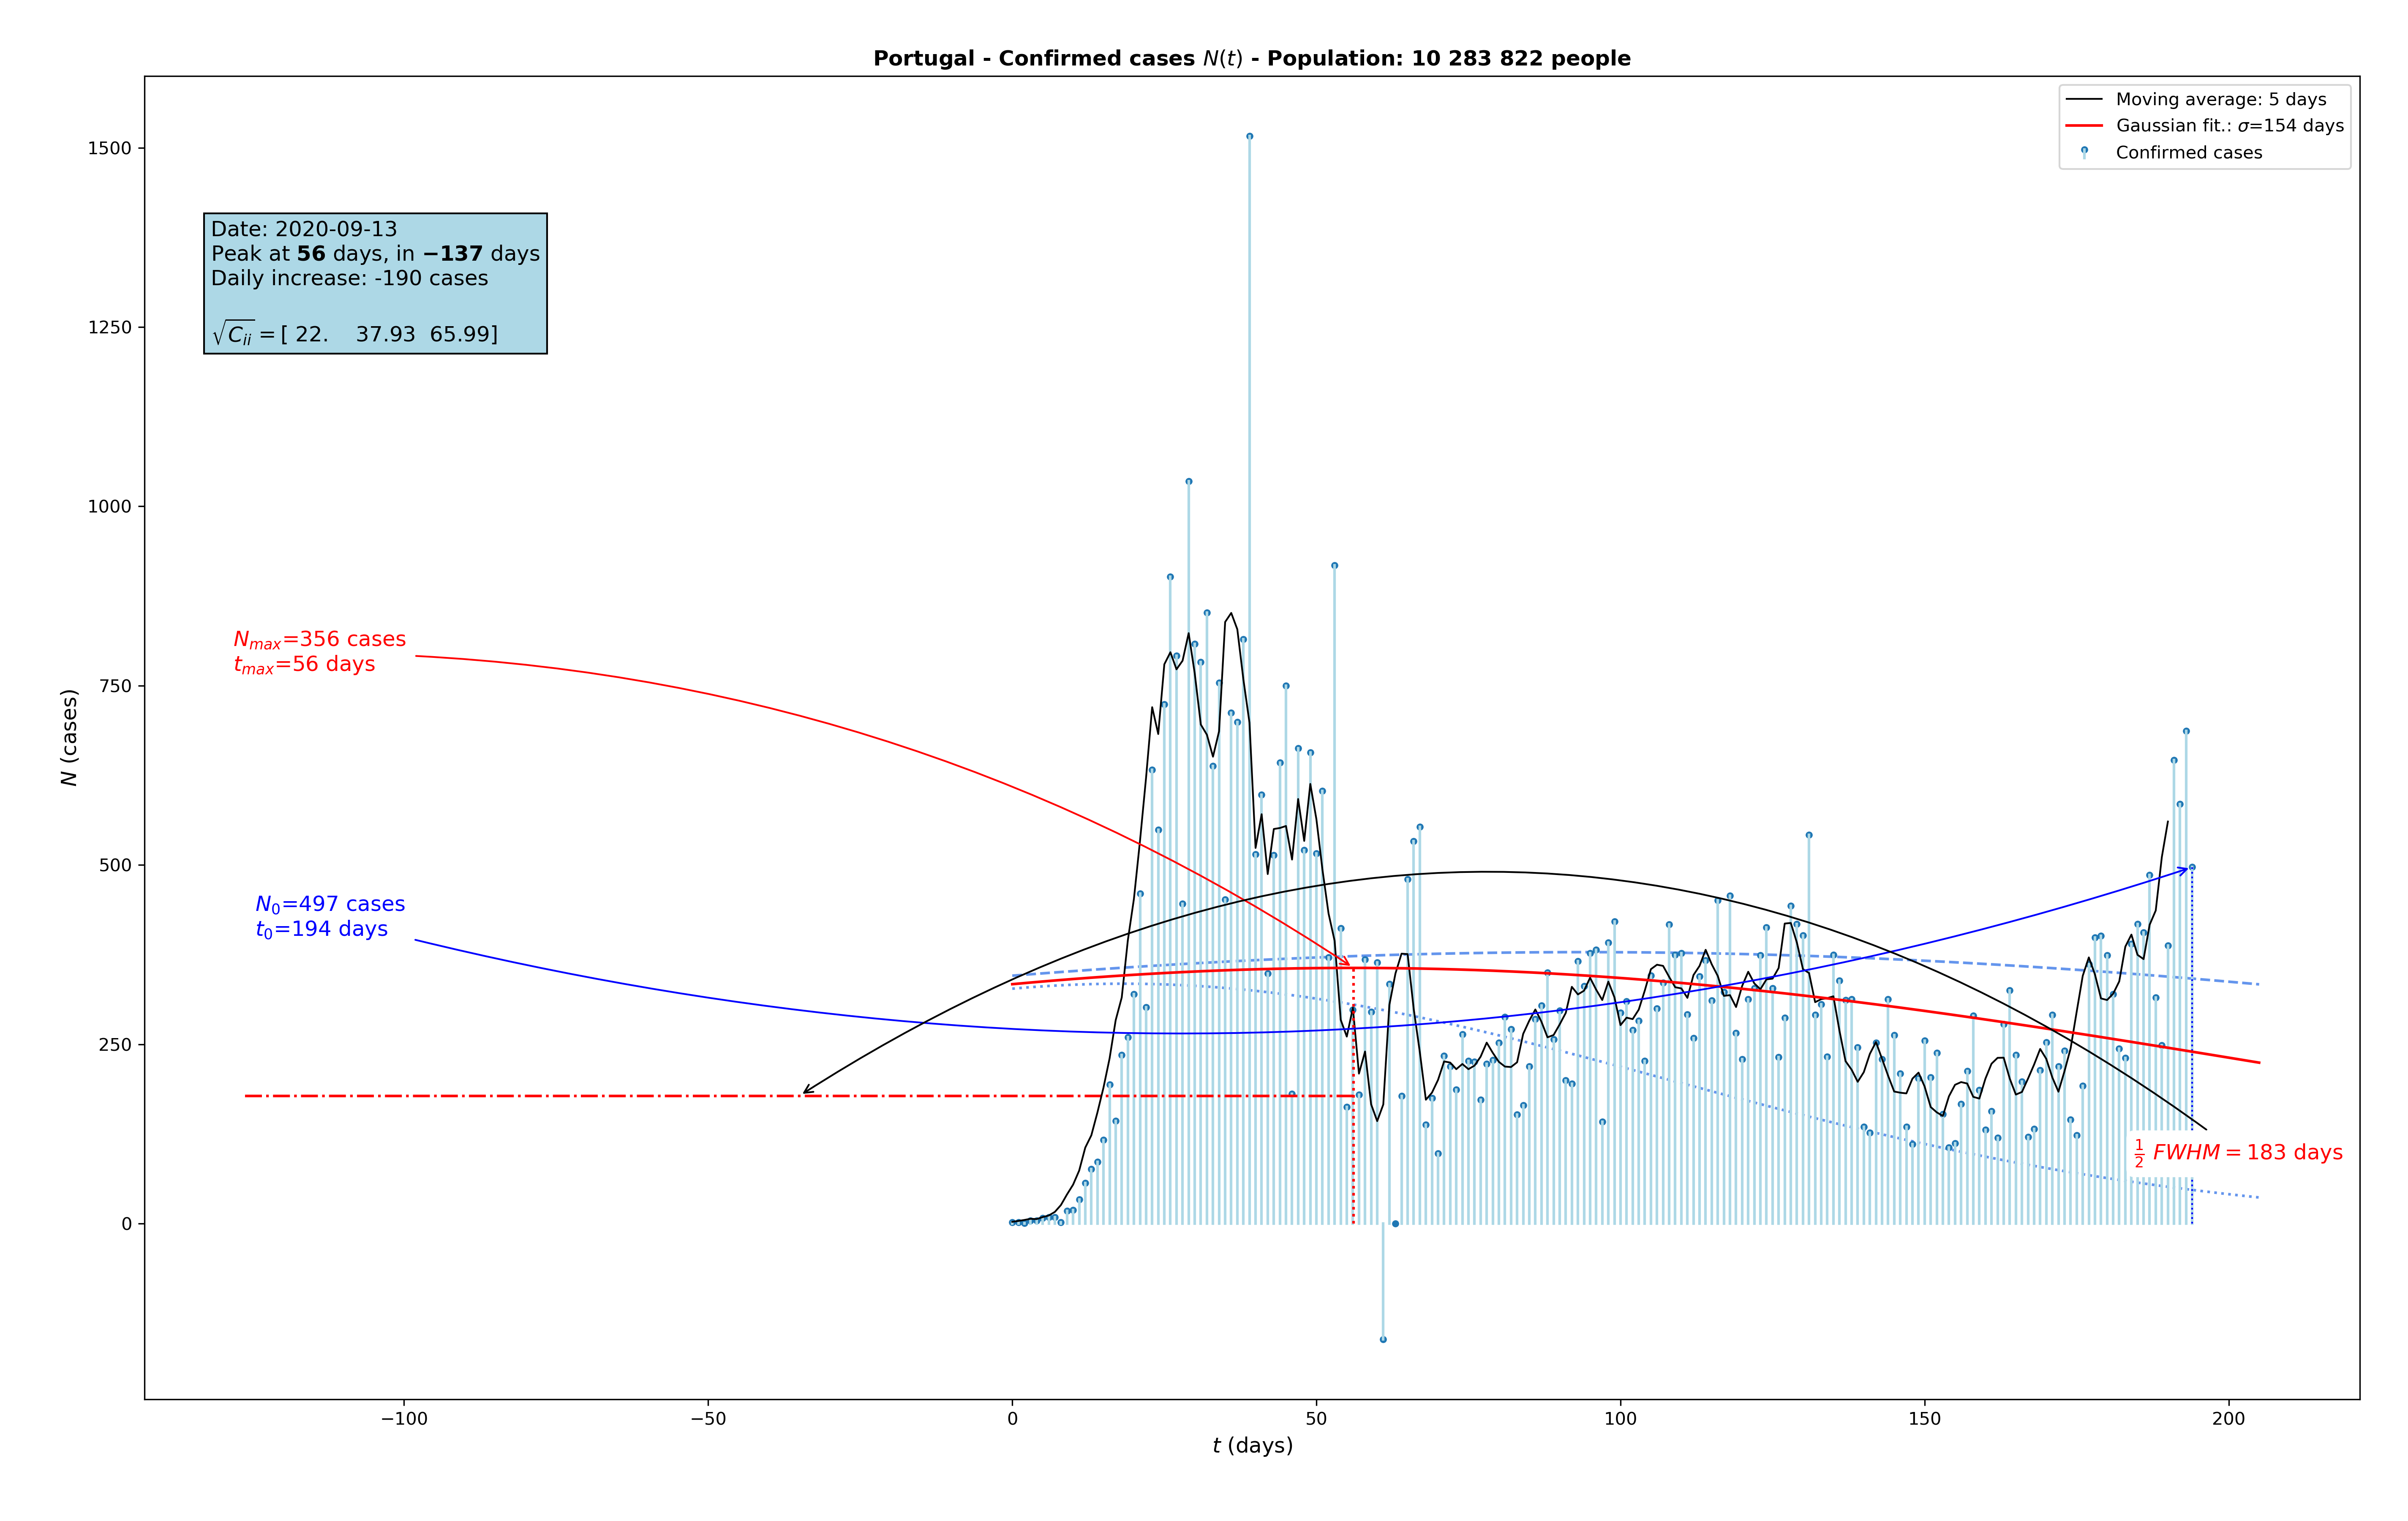 Portugal - Confirmed cases N(t) - Population: 10 283 822 people
Moving average: 5 days
Gaussian fit.: σ=154 days
Confirmed cases
Date: 2020-09-13
Peak at 56 days, in −137 days
Daily increase: -190 cases
√C_ii = [ 22.    37.93  65.99]
N_max=356 cases
t_max=56 days
N_0=497 cases
t_0=194 days
½ FWHM = 183 days
N (cases)
1500
1250
1000
750
500
250
0
−100
−50
0
50
100
150
200
t (days)